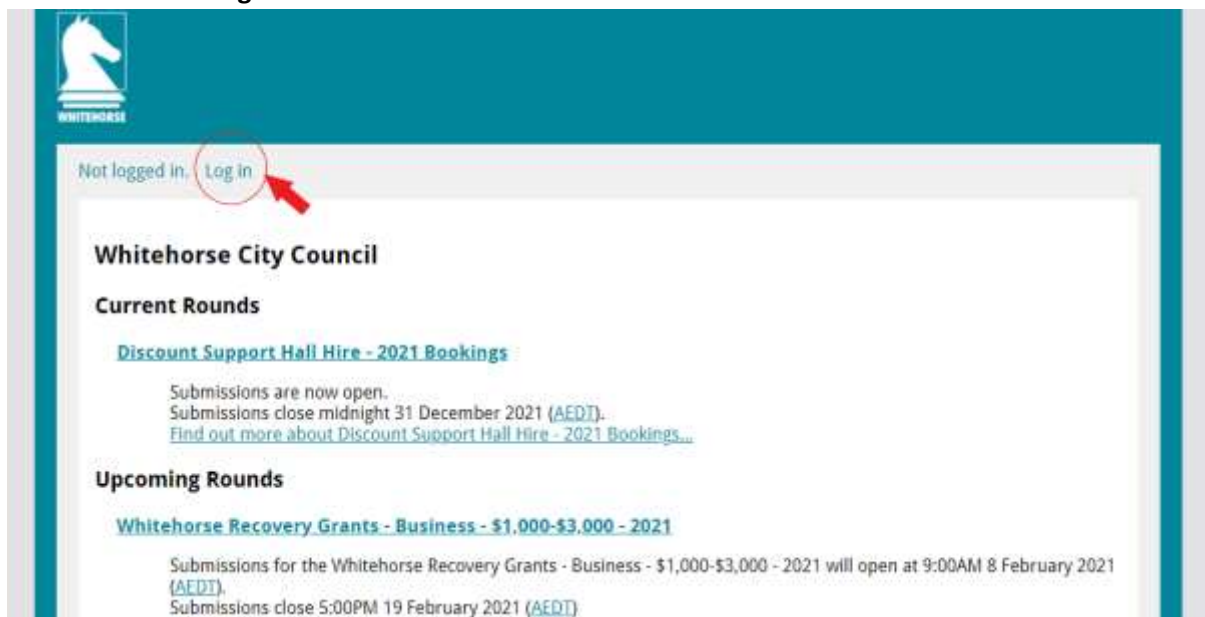 WHITEHORSE
Not logged in. Log in
Whitehorse City Council
Current Rounds
Discount Support Hall Hire - 2021 Bookings
Submissions are now open.
Submissions close midnight 31 December 2021 (AEDT).
Find out more about Discount Support Hall Hire - 2021 Bookings...
Upcoming Rounds
Whitehorse Recovery Grants - Business - $1,000-$3,000 - 2021
Submissions for the Whitehorse Recovery Grants - Business - $1,000-$3,000 - 2021 will open at 9:00AM 8 February 2021
(AEDT).
Submissions close 5:00PM 19 February 2021 (AEDT)